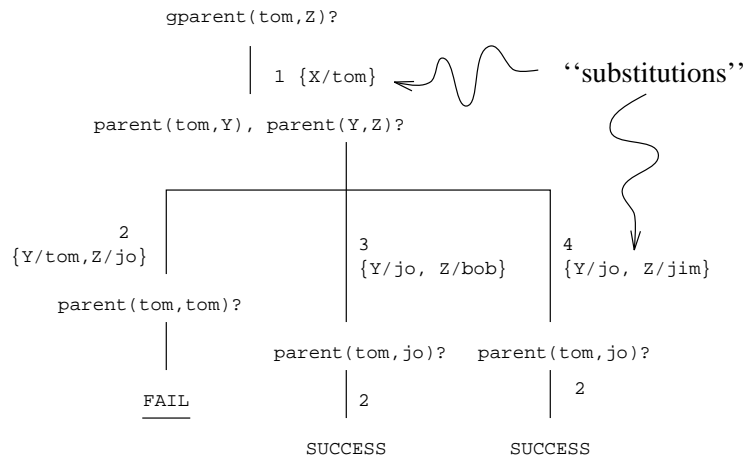 gparent(tom,Z)?
1 {X/tom}
‘‘substitutions’’
parent(tom,Y), parent(Y,Z)?
2
{Y/tom,Z/jo}
3
{Y/jo, Z/bob}
4
{Y/jo, Z/jim}
parent(tom,tom)?
parent(tom,jo)?
parent(tom,jo)?
FAIL
2
2
SUCCESS
SUCCESS